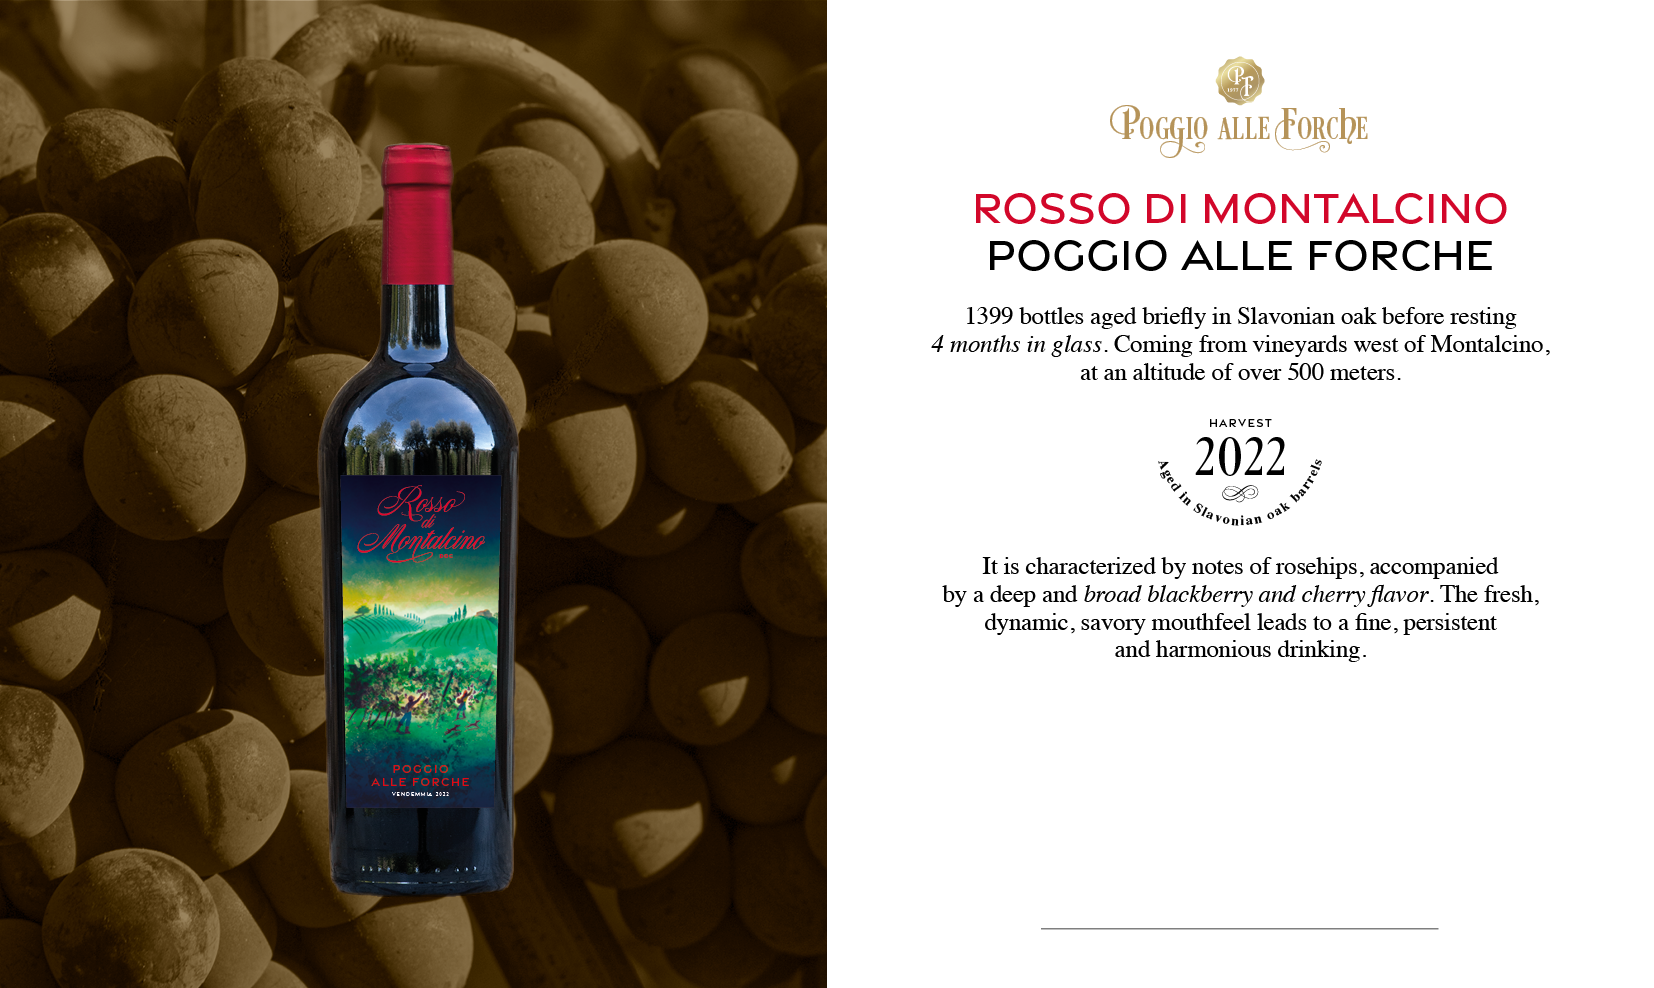 Rosso
di
Montalcino
POGGIO
ALLE FORCHE
VENDEMMIA 2022
PF
1977
POGGIO ALLE FORCHE
ROSSO DI MONTALCINO
POGGIO ALLE FORCHE
1399 bottles aged briefly in Slavonian oak before resting
4 months in glass. Coming from vineyards west of Montalcino,
at an altitude of over 500 meters.
HARVEST
2022
Aged in Slavonian oak barrels
It is characterized by notes of rosehips, accompanied
by a deep and broad blackberry and cherry flavor. The fresh,
dynamic, savory mouthfeel leads to a fine, persistent
and harmonious drinking.